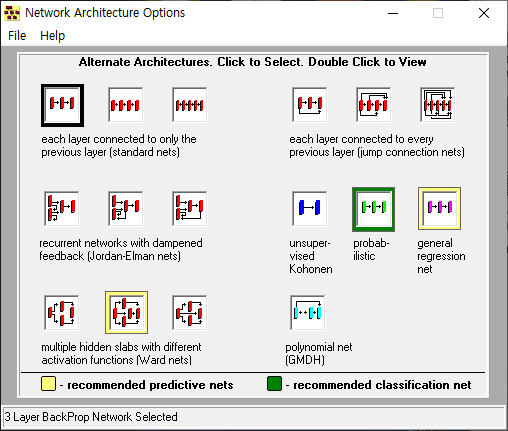 Network Architecture Options
File Help
Alternate Architectures. Click to Select. Double Click to View
each layer connected to only the
previous layer (standard nets)
each layer connected to every
previous layer (jump connection nets)
recurrent networks with dampened
feedback (Jordan-Elman nets)
unsuper-
vised
Kohonen
probab-
ilistic
general
regression
net
multiple hidden slabs with different
activation functions (Ward nets)
polynomial net
(GMDH)
- recommended predictive nets
- recommended classification net
3 Layer BackProp Network Selected